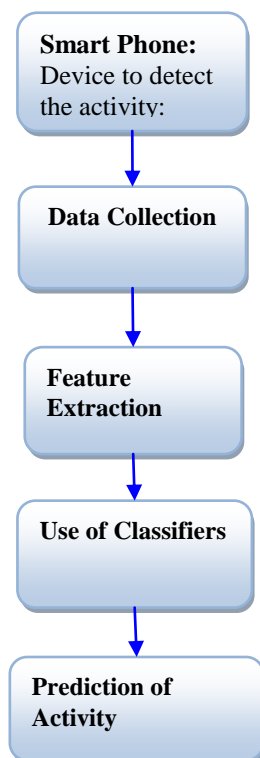 Smart Phone:
Device to detect
the activity:
Data Collection
Feature
Extraction
Use of Classifiers
Prediction of
Activity